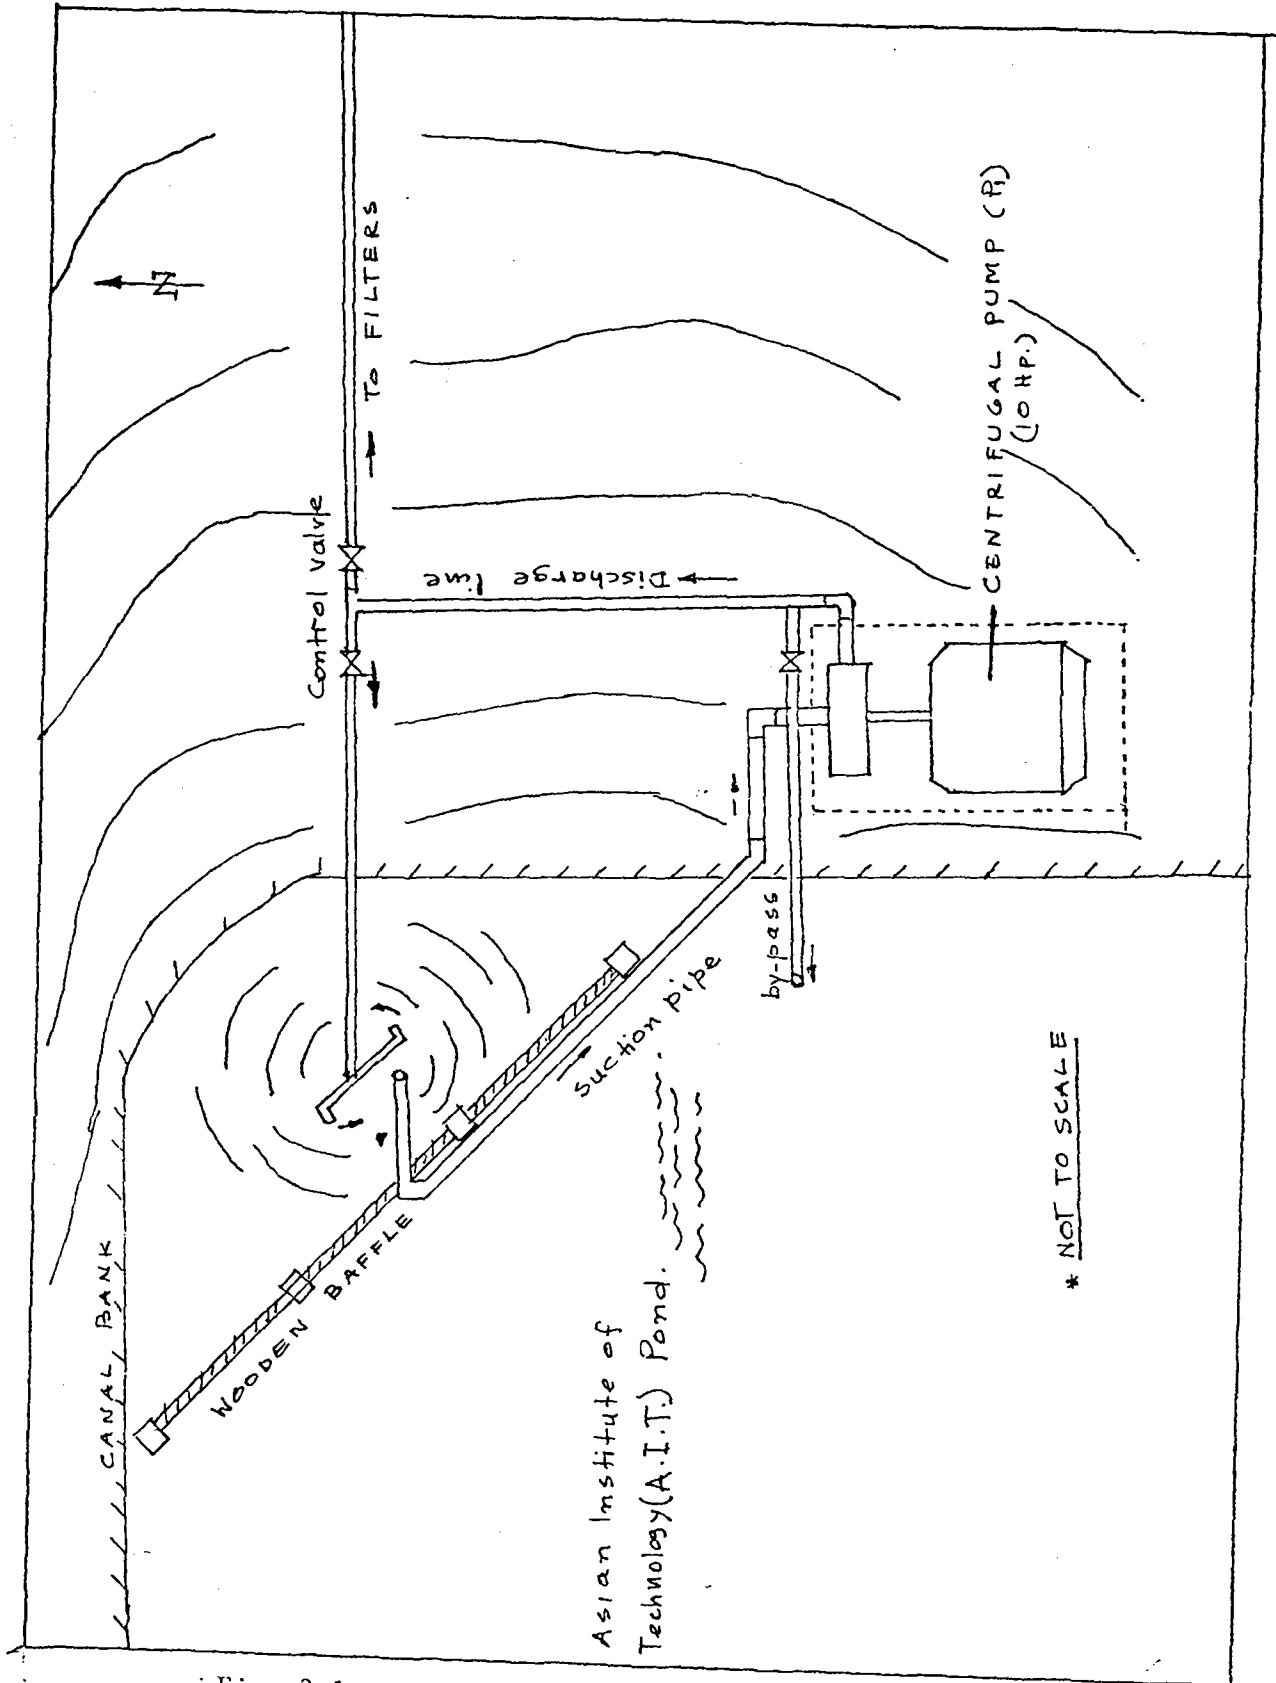 N
To FILTERS
Control valve
Discharge line
CENTRIFUGAL PUMP (P1)
(10 HP.)
by-pass
Suction pipe
WOODEN BAFFLE
CANAL BANK
Asian Institute of
Technology (A.I.T.) Pond.
* NOT TO SCALE